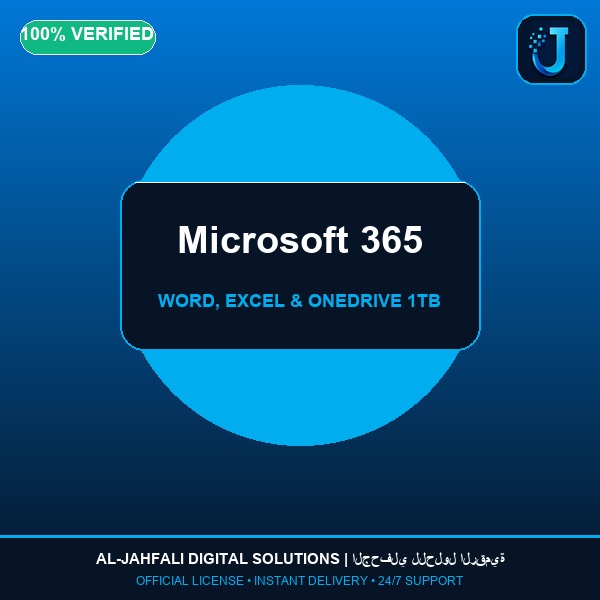 100% VERIFIED
J
Microsoft 365
WORD, EXCEL & ONEDRIVE 1TB
AL-JAHFALI DIGITAL SOLUTIONS | الجحفلي للحلول الرقمية
OFFICIAL LICENSE • INSTANT DELIVERY • 24/7 SUPPORT